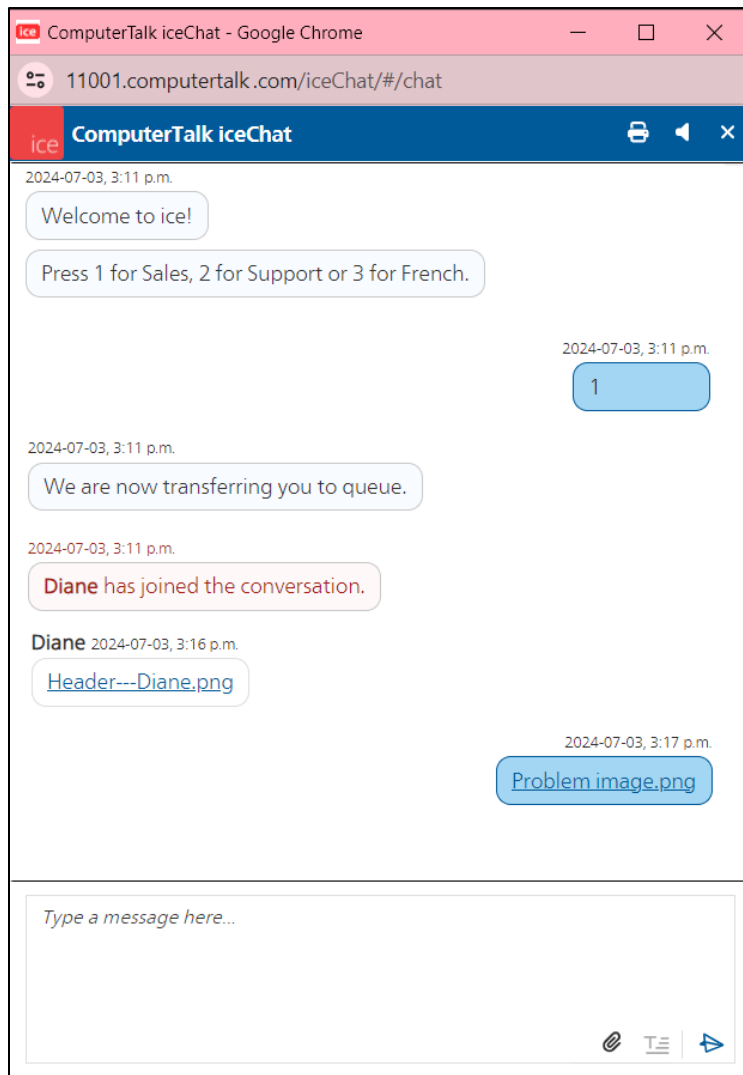 ice ComputerTalk iceChat - Google Chrome
11001.computertalk.com/iceChat/#/chat
ice ComputerTalk iceChat
2024-07-03, 3:11 p.m.
Welcome to ice!
Press 1 for Sales, 2 for Support or 3 for French.
2024-07-03, 3:11 p.m.
1
2024-07-03, 3:11 p.m.
We are now transferring you to queue.
2024-07-03, 3:11 p.m.
Diane has joined the conversation.
Diane 2024-07-03, 3:16 p.m.
Header---Diane.png
2024-07-03, 3:17 p.m.
Problem image.png
Type a message here...